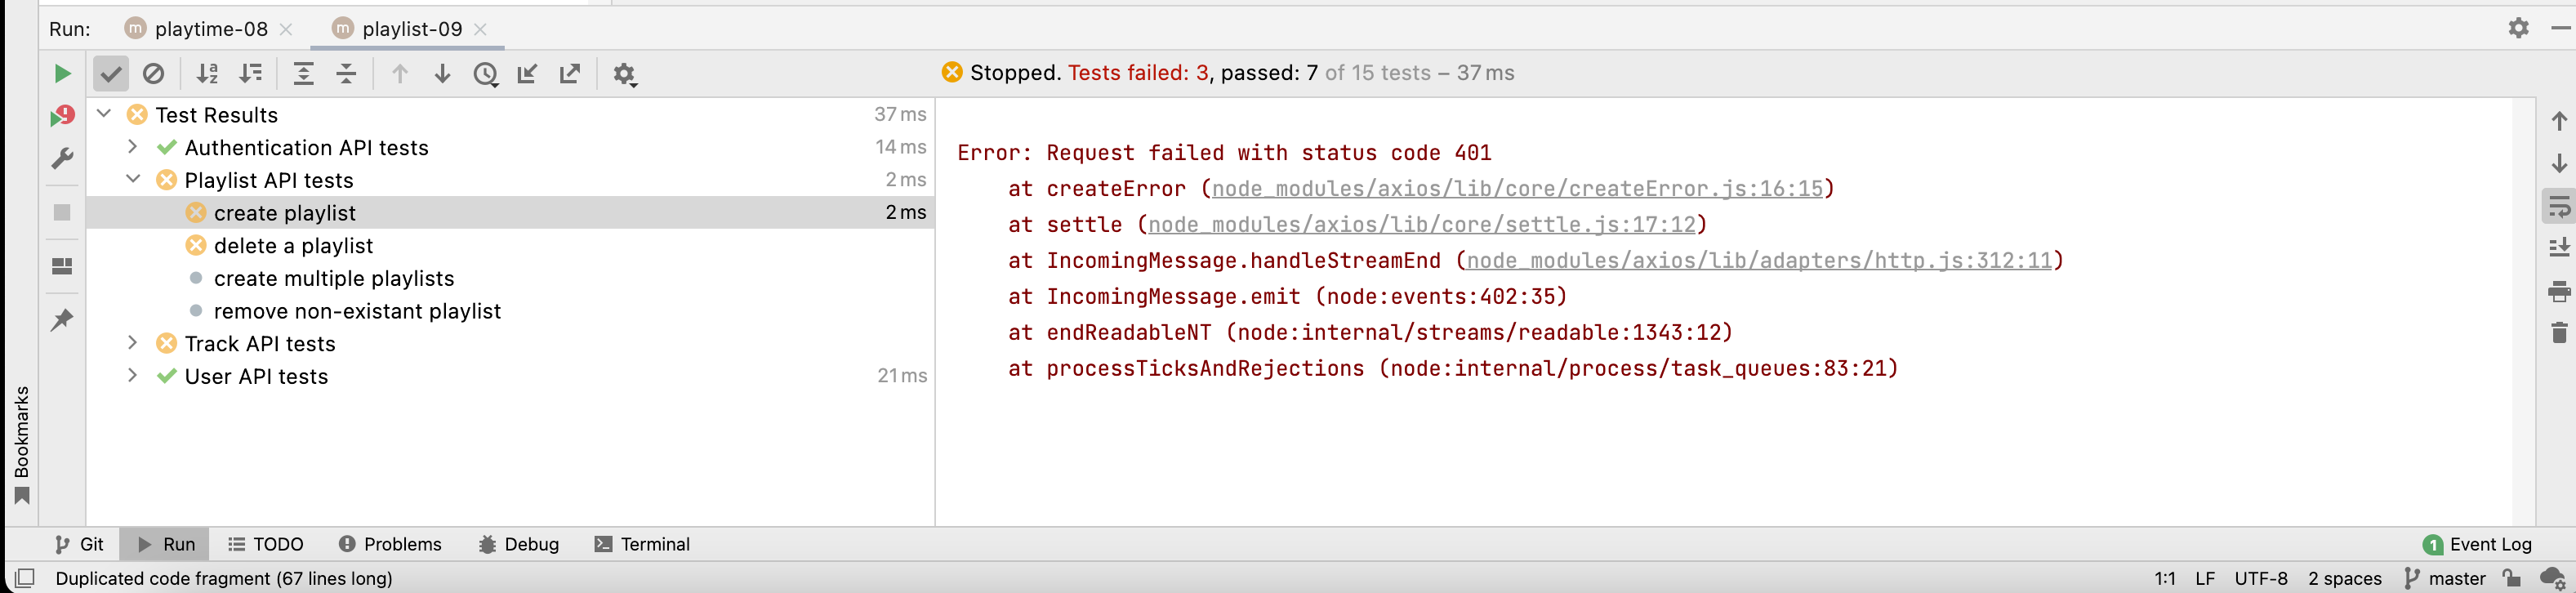 Run: playtime-08 playlist-09
Stopped. Tests failed: 3, passed: 7 of 15 tests – 37 ms
Test Results 37 ms
Authentication API tests 14 ms
Playlist API tests 2 ms
create playlist 2 ms
delete a playlist
create multiple playlists
remove non-existant playlist
Track API tests
User API tests 21 ms
Error: Request failed with status code 401
at createError (node_modules/axios/lib/core/createError.js:16:15)
at settle (node_modules/axios/lib/core/settle.js:17:12)
at IncomingMessage.handleStreamEnd (node_modules/axios/lib/adapters/http.js:312:11)
at IncomingMessage.emit (node:events:402:35)
at endReadableNT (node:internal/streams/readable:1343:12)
at processTicksAndRejections (node:internal/process/task_queues:83:21)
Bookmarks
Git Run TODO Problems Debug Terminal 1 Event Log
Duplicated code fragment (67 lines long) 1:1 LF UTF-8 2 spaces master